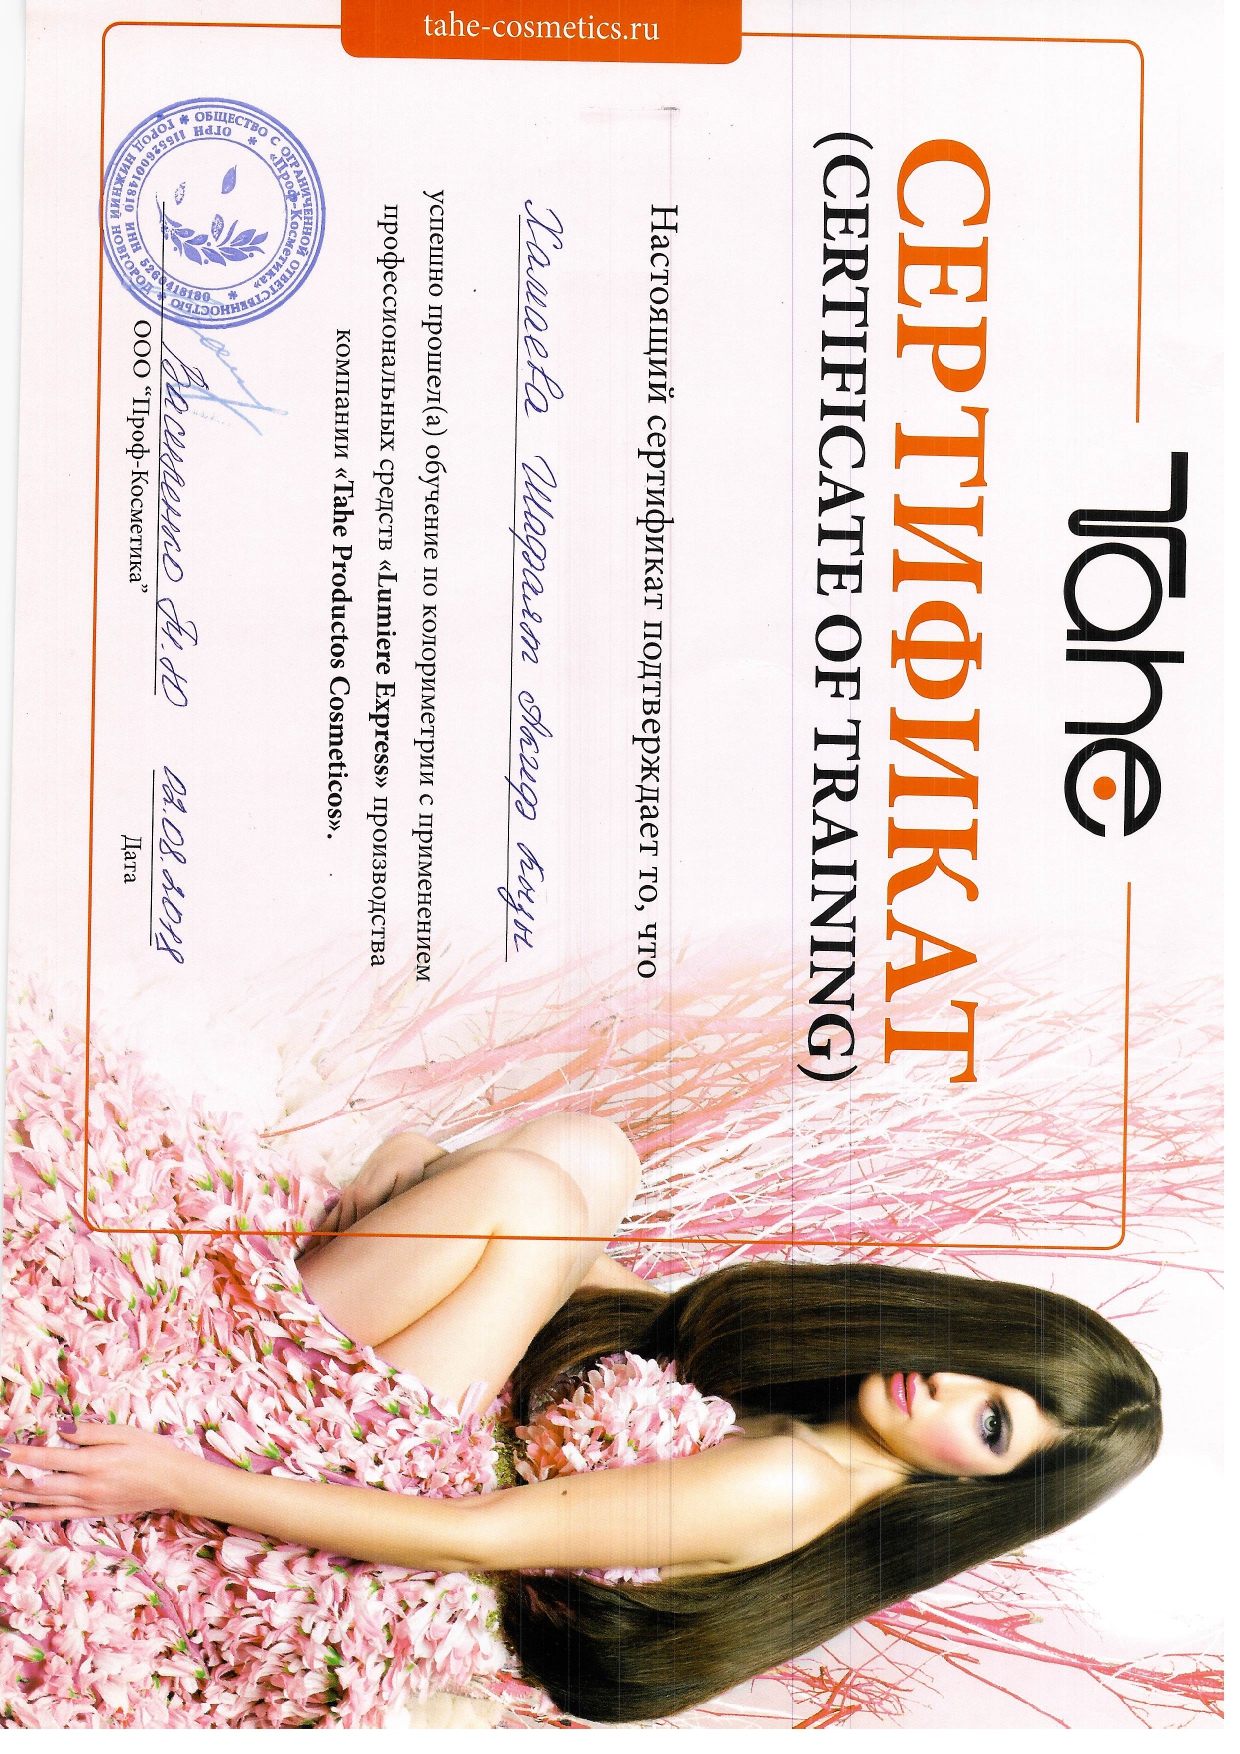 Tahe
СЕРТИФИКАТ
(CERTIFICATE OF TRAINING)
tahe-cosmetics.ru
Настоящий сертификат подтверждает то, что
Хамаева Шафаят Акиф Кызы
успешно прошел(а) обучение по колориметрии с применением
профессиональных средств «Lumiere Express» производства
компании «Tahe Productos Cosmeticos».
ОБЩЕСТВО С ОГРАНИЧЕННОЙ ОТВЕТСТВЕННОСТЬЮ
«Проф-Косметика»
ОГРН 1155260014810 ИНН
ГОРОД НИЖНИЙ НОВГОРОД
Василенко 02.08.2018
ООО “Проф-Косметика”
Дата